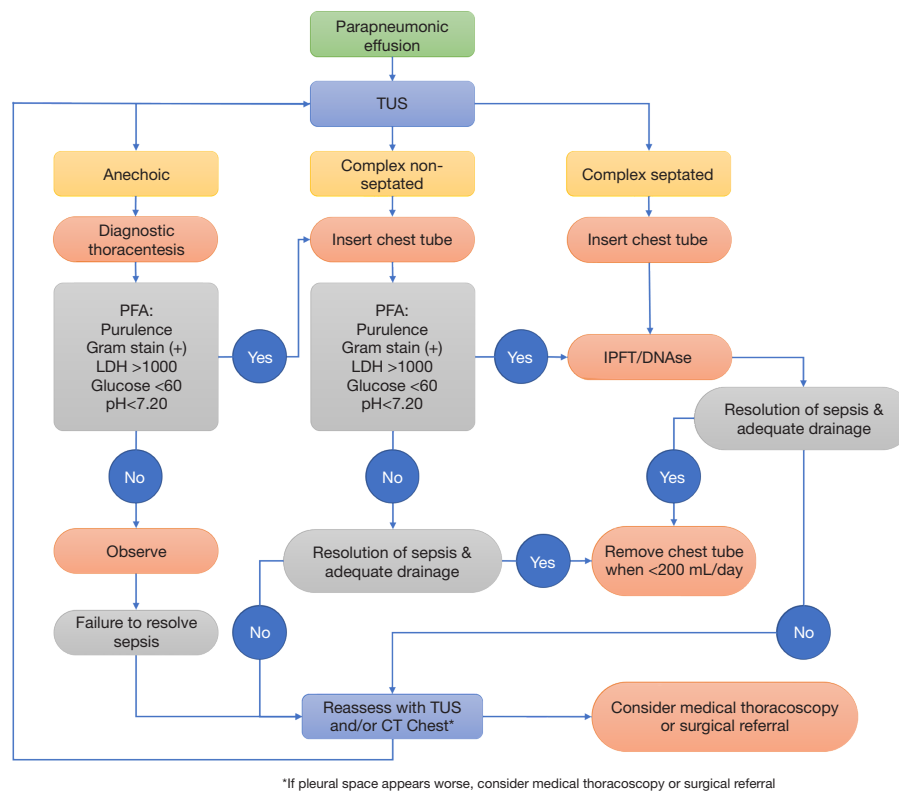 Parapneumonic
effusion
TUS
Anechoic
Complex non-
septated
Complex septated
Diagnostic
thoracentesis
Insert chest tube
Insert chest tube
PFA:
Purulence
Gram stain (+)
LDH >1000
Glucose <60
pH<7.20
Yes
PFA:
Purulence
Gram stain (+)
LDH >1000
Glucose <60
pH<7.20
Yes
IPFT/DNAse
Resolution of sepsis &
adequate drainage
No
No
Yes
Observe
Resolution of sepsis &
adequate drainage
Yes
Remove chest tube
when <200 mL/day
Failure to resolve
sepsis
No
No
Reassess with TUS
and/or CT Chest*
Consider medical thoracoscopy
or surgical referral
*If pleural space appears worse, consider medical thoracoscopy or surgical referral